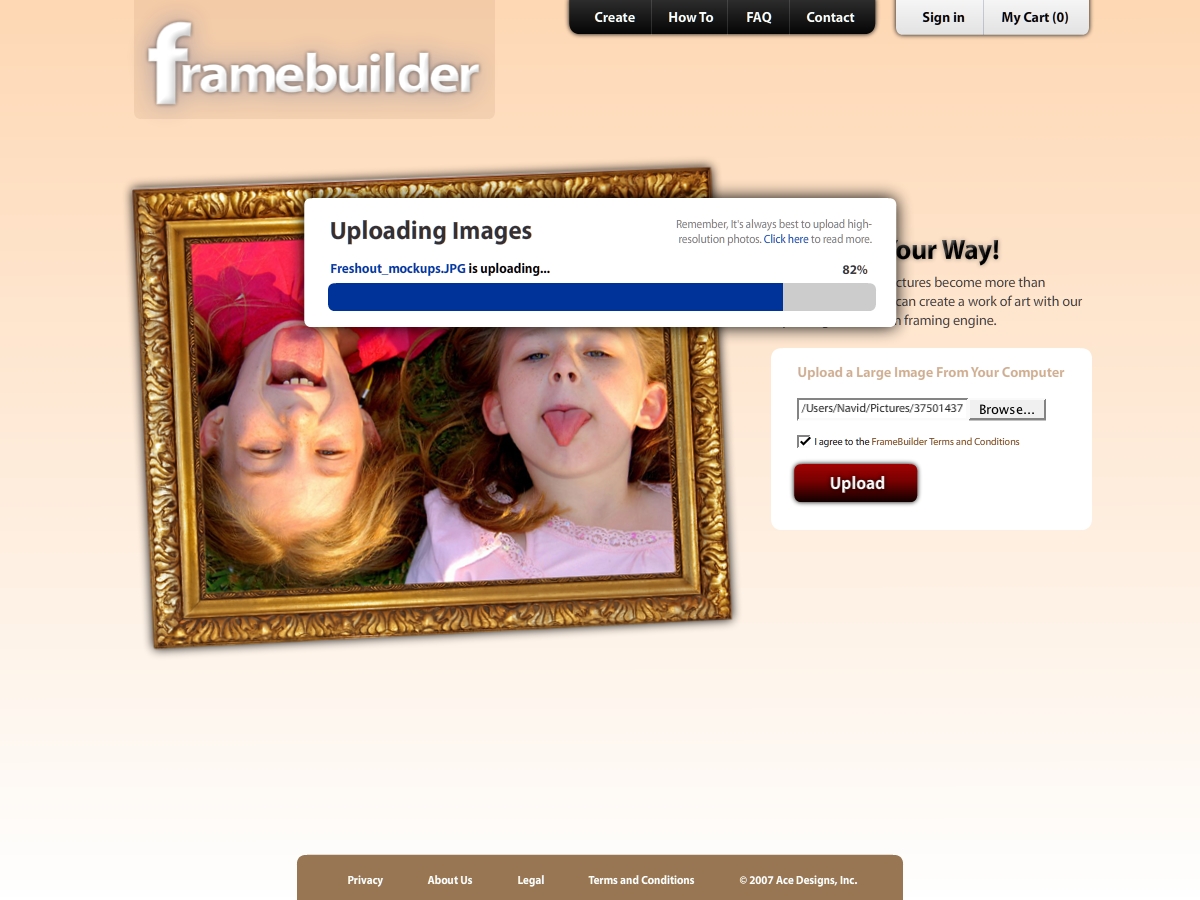 Create How To FAQ Contact Sign in My Cart (0)
framebuilder
Uploading Images
Remember, It's always best to upload high-
resolution photos. Click here to read more.
Freshout_mockups.JPG is uploading... 82%
our Way!
ctures become more than
can create a work of art with our
framing engine.
Upload a Large Image From Your Computer
/Users/Navid/Pictures/37501437 Browse...
I agree to the FrameBuilder Terms and Conditions
Upload
Privacy About Us Legal Terms and Conditions © 2007 Ace Designs, Inc.